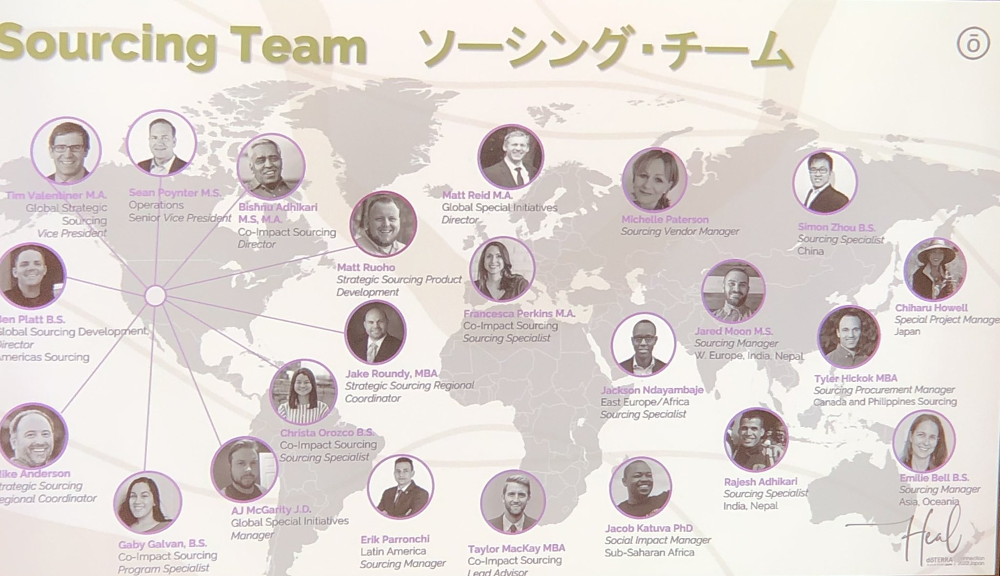 Sourcing Team ソーシング・チーム
ō
Tim Valentiner M.A.
Global Strategic
Sourcing
Vice President
Sean Poynter M.S.
Operations
Senior Vice President
Bishnu Adhikari
M.S, M.A.
Co-Impact Sourcing
Director
Matt Ruoho
Strategic Sourcing Product
Development
Matt Reid M.A.
Global Special Initiatives
Director
Michelle Paterson
Sourcing Vendor Manager
Simon Zhou B.S.
Sourcing Specialist
China
Chiharu Howell
Special Project Manage
Japan
Francesca Perkins M.A.
Co-Impact Sourcing
Sourcing Specialist
Jared Moon M.S.
Sourcing Manager
W. Europe, India, Nepal
Tyler Hickok MBA
Sourcing Procurement Manager
Canada and Philippines Sourcing
Jackson Ndayambaje
East Europe/Africa
Sourcing Specialist
en Platt B.S.
lobal Sourcing Development,
irector
mericas Sourcing
Jake Roundy, MBA
Strategic Sourcing Regional
Coordinator
Christa Orozco B.S.
Co-Impact Sourcing
Sourcing Specialist
ike Anderson
trategic Sourcing
egional Coordinator
Gaby Galvan, B.S.
Co-Impact Sourcing
Program Specialist
AJ McGarity J.D.
Global Special Initiatives
Manager
Erik Parronchi
Latin America
Sourcing Manager
Taylor MacKay MBA
Co-Impact Sourcing
Lead Advisor
Jacob Katuva PhD
Social Impact Manager
Sub-Saharan Africa
Rajesh Adhikari
Sourcing Specialist
India, Nepal
Emilie Bell B.S.
Sourcing Manager
Asia, Oceania
Heal
dōTERRA
connection
2022Japan